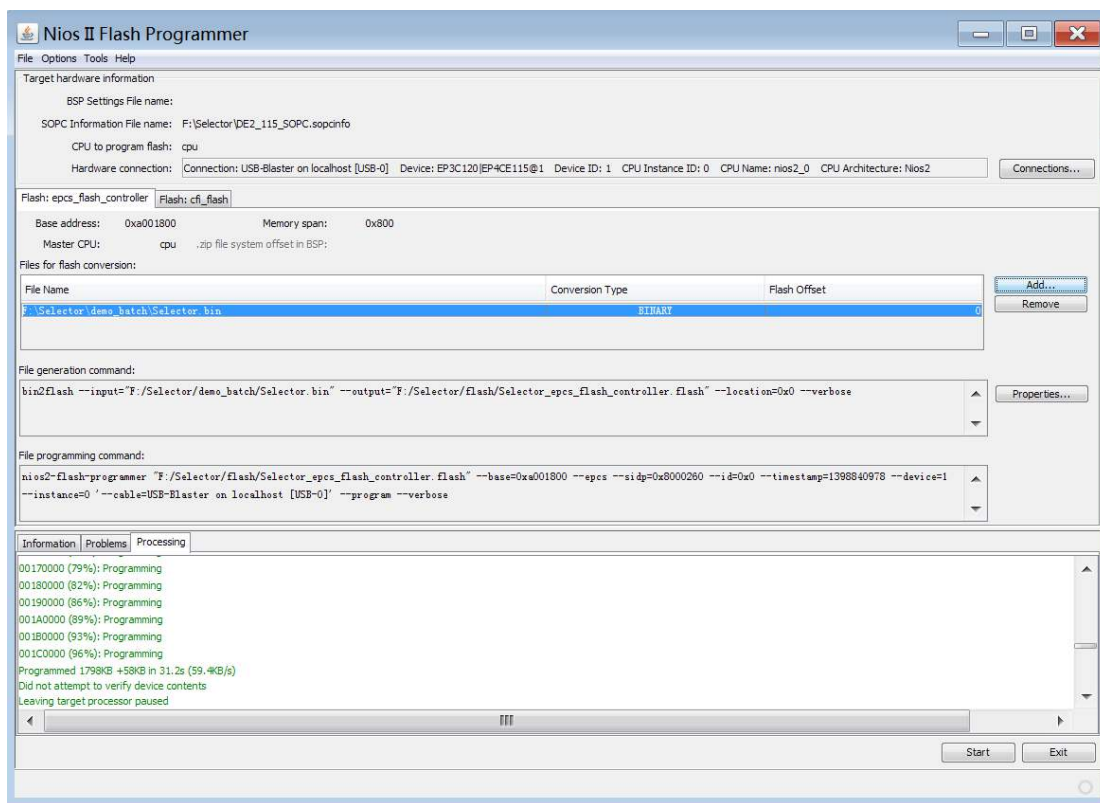 Nios II Flash Programmer
File Options Tools Help
Target hardware information
BSP Settings File name:
SOPC Information File name: F:\Selector\DE2_115_SOPC.sopcinfo
CPU to program flash: cpu
Hardware connection: Connection: USB-Blaster on localhost [USB-0] Device: EP3C120|EP4CE115@1 Device ID: 1 CPU Instance ID: 0 CPU Name: nios2_0 CPU Architecture: Nios2 Connections...
Flash: epcs_flash_controller Flash: cfi_flash
Base address: 0xa001800 Memory span: 0x800
Master CPU: cpu .zip file system offset in BSP:
Files for flash conversion:
File Name Conversion Type Flash Offset Add...
F:\Selector\demo_batch\Selector.bin BINARY 0 Remove
File generation command:
bin2flash --input="F:/Selector/demo_batch/Selector.bin" --output="F:/Selector/flash/Selector_epcs_flash_controller.flash" --location=0x0 --verbose Properties...
File programming command:
nios2-flash-programmer "F:/Selector/flash/Selector_epcs_flash_controller.flash" --base=0xa001800 --epcs --sidp=0x8000260 --id=0x0 --timestamp=1398840978 --device=1
--instance=0 '--cable=USB-Blaster on localhost [USB-0]' --program --verbose
Information Problems Processing
00170000 (79%): Programming
00180000 (82%): Programming
00190000 (86%): Programming
001A0000 (89%): Programming
001B0000 (93%): Programming
001C0000 (96%): Programming
Programmed 1798KB +58KB in 31.2s (59.4KB/s)
Did not attempt to verify device contents
Leaving target processor paused
Start Exit